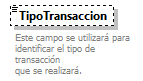 TipoTransaccion
Este campo se utilizará para
identificar el tipo de
transacción
que se realizará.